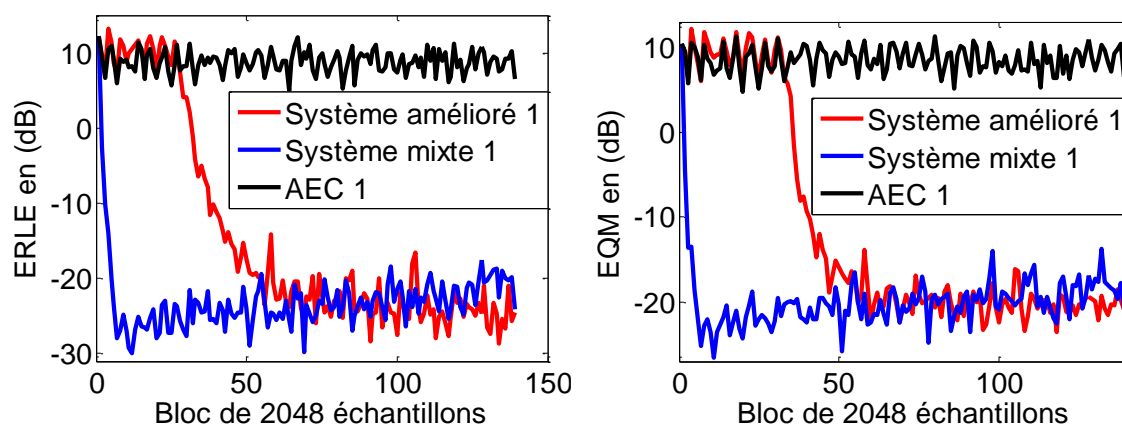 ERLE en (dB)
10
0
-10
-20
-30
0
50
100
150
Bloc de 2048 échantillons
Système amélioré 1
Système mixte 1
AEC 1
EQM en (dB)
10
0
-10
-20
0
50
100
Bloc de 2048 échantillons
Système amélioré 1
Système mixte 1
AEC 1